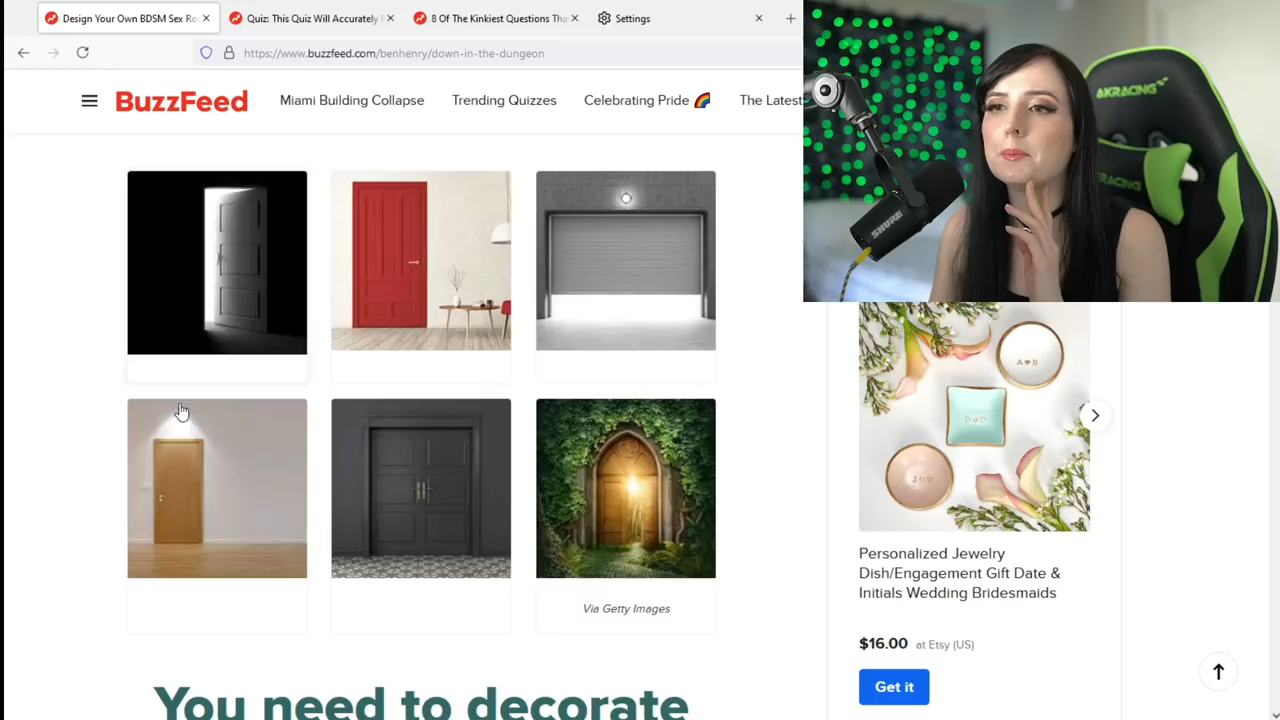 Design Your Own BDSM Sex Ro
Quiz: This Quiz Will Accurately
8 Of The Kinkiest Questions Tha
Settings
https://www.buzzfeed.com/benhenry/down-in-the-dungeon
BuzzFeed
Miami Building Collapse
Trending Quizzes
Celebrating Pride 🌈
The Latest
AKRACING
AKRACING
SHURE
A♥B
D&D
Via Getty Images
Personalized Jewelry
Dish/Engagement Gift Date &
Initials Wedding Bridesmaids
$16.00 at Etsy (US)
Get it
You need to decorate